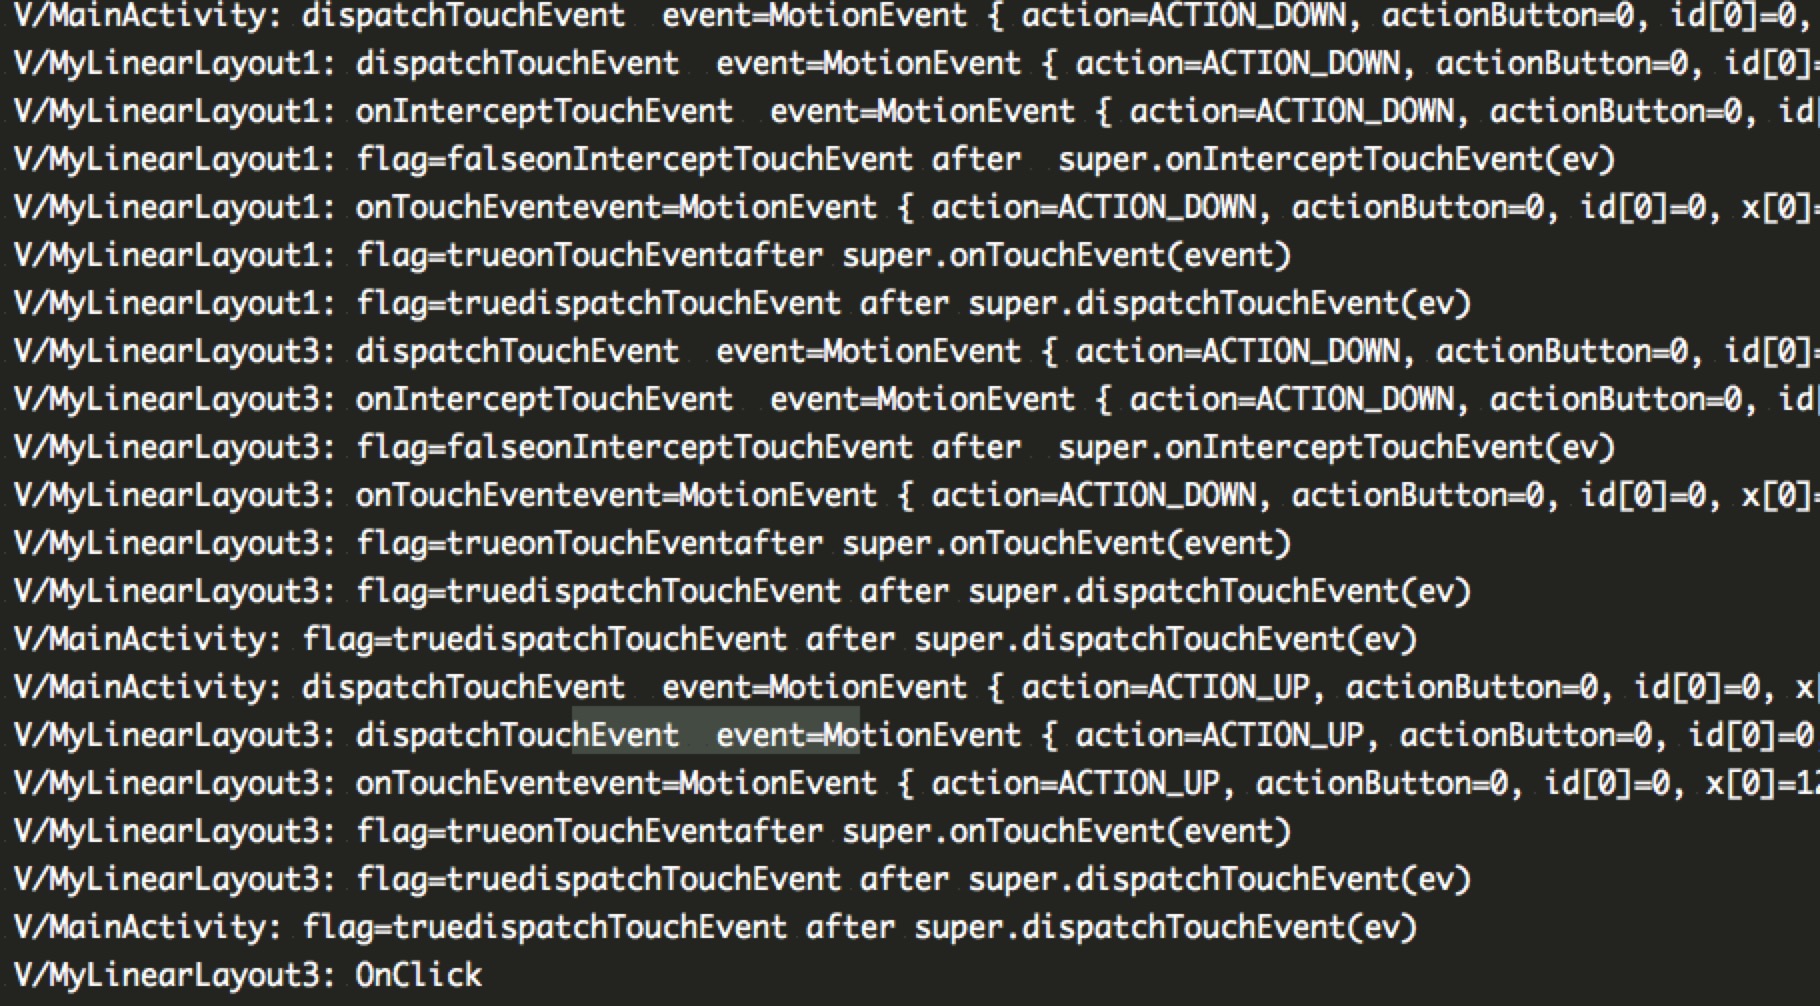 V/MainActivity: dispatchTouchEvent  event=MotionEvent { action=ACTION_DOWN, actionButton=0, id[0]=0,
V/MyLinearLayout1: dispatchTouchEvent  event=MotionEvent { action=ACTION_DOWN, actionButton=0, id[0]=
V/MyLinearLayout1: onInterceptTouchEvent  event=MotionEvent { action=ACTION_DOWN, actionButton=0, id[
V/MyLinearLayout1: flag=falseonInterceptTouchEvent after  super.onInterceptTouchEvent(ev)
V/MyLinearLayout1: onTouchEventevent=MotionEvent { action=ACTION_DOWN, actionButton=0, id[0]=0, x[0]=
V/MyLinearLayout1: flag=trueonTouchEventafter super.onTouchEvent(event)
V/MyLinearLayout1: flag=truedispatchTouchEvent after super.dispatchTouchEvent(ev)
V/MyLinearLayout3: dispatchTouchEvent  event=MotionEvent { action=ACTION_DOWN, actionButton=0, id[0]=
V/MyLinearLayout3: onInterceptTouchEvent  event=MotionEvent { action=ACTION_DOWN, actionButton=0, id[
V/MyLinearLayout3: flag=falseonInterceptTouchEvent after  super.onInterceptTouchEvent(ev)
V/MyLinearLayout3: onTouchEventevent=MotionEvent { action=ACTION_DOWN, actionButton=0, id[0]=0, x[0]=
V/MyLinearLayout3: flag=trueonTouchEventafter super.onTouchEvent(event)
V/MyLinearLayout3: flag=truedispatchTouchEvent after super.dispatchTouchEvent(ev)
V/MainActivity: flag=truedispatchTouchEvent after super.dispatchTouchEvent(ev)
V/MainActivity: dispatchTouchEvent  event=MotionEvent { action=ACTION_UP, actionButton=0, id[0]=0, x[
V/MyLinearLayout3: dispatchTouchEvent  event=MotionEvent { action=ACTION_UP, actionButton=0, id[0]=0
V/MyLinearLayout3: onTouchEventevent=MotionEvent { action=ACTION_UP, actionButton=0, id[0]=0, x[0]=12
V/MyLinearLayout3: flag=trueonTouchEventafter super.onTouchEvent(event)
V/MyLinearLayout3: flag=truedispatchTouchEvent after super.dispatchTouchEvent(ev)
V/MainActivity: flag=truedispatchTouchEvent after super.dispatchTouchEvent(ev)
V/MyLinearLayout3: OnClick